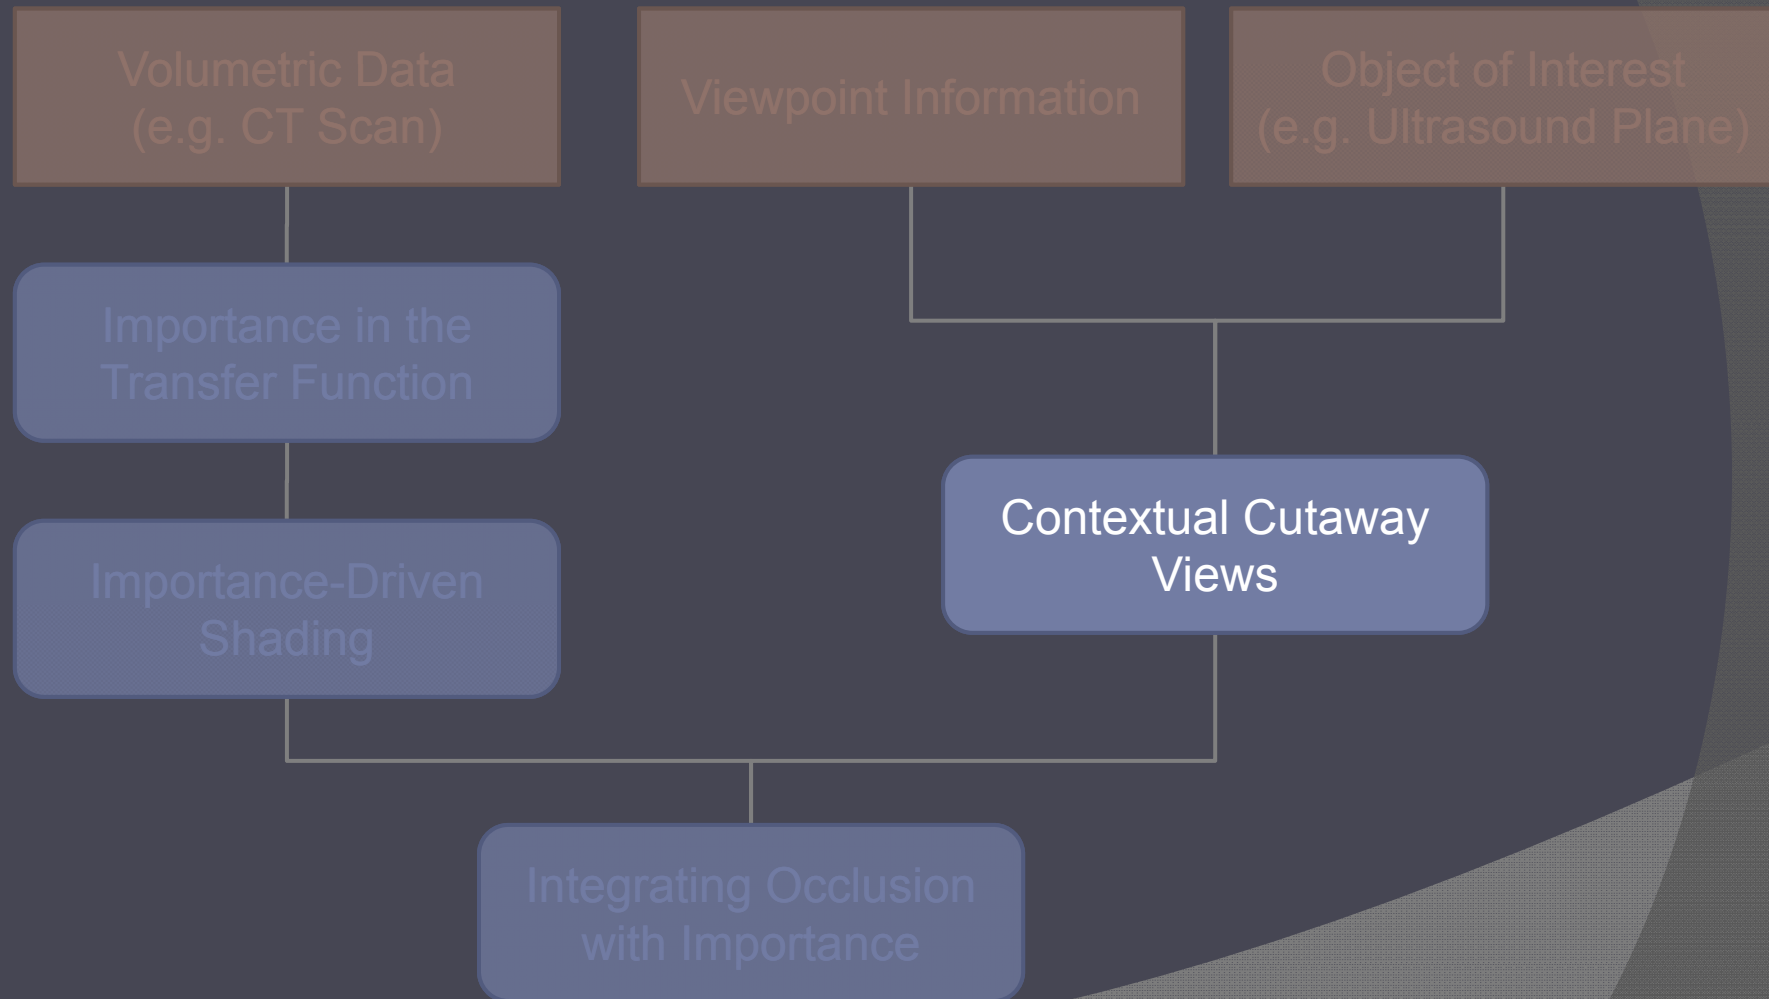 Volumetric Data
(e.g. CT Scan)
Viewpoint Information
Object of Interest
(e.g. Ultrasound Plane)
Importance in the
Transfer Function
Contextual Cutaway
Views
Importance-Driven
Shading
Integrating Occlusion
with Importance